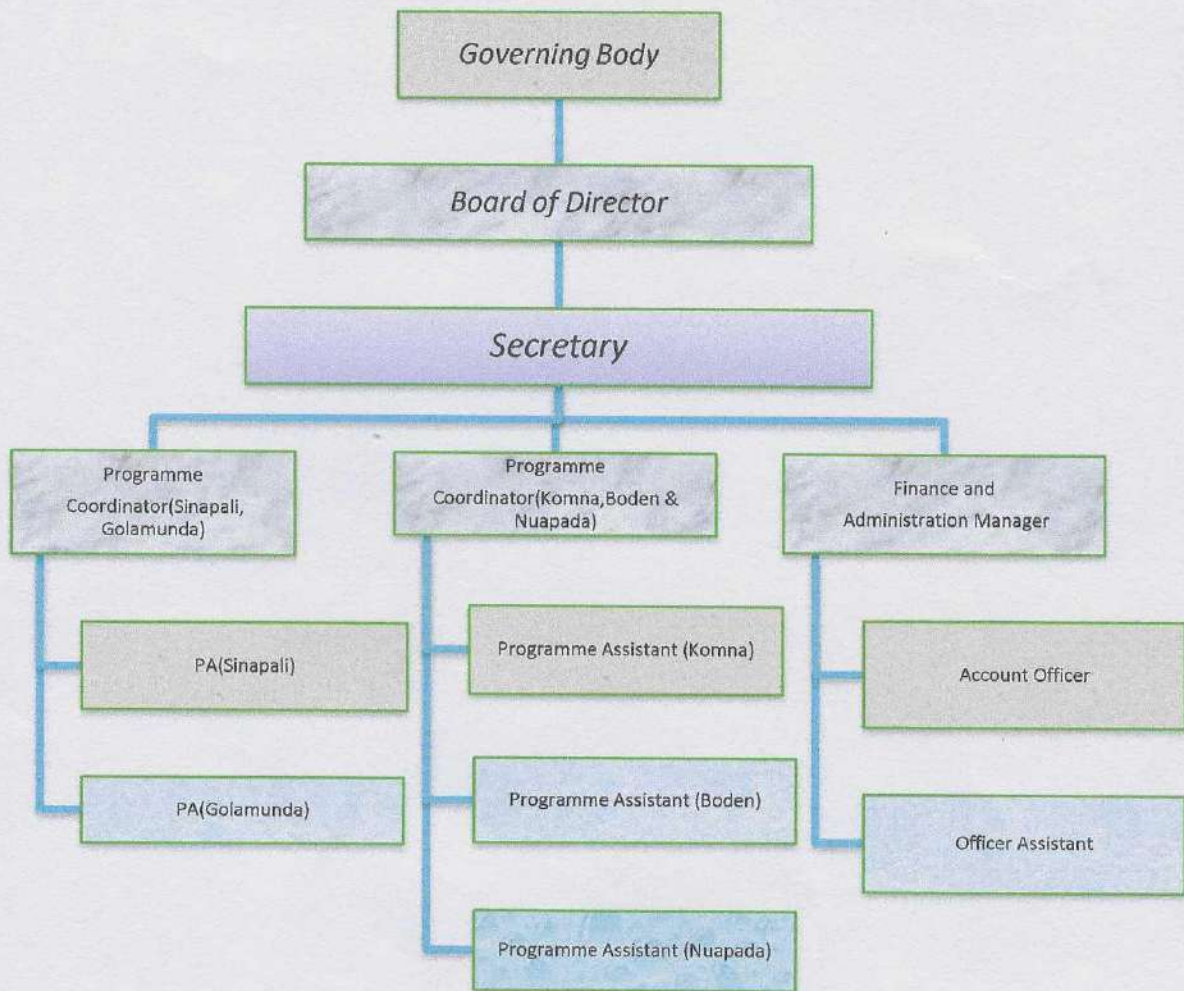 Governing Body
Board of Director
Secretary
Programme
Coordinator(Sinapali,
Golamunda)
Programme
Coordinator(Komna,Boden &
Nuapada)
Finance and
Administration Manager
PA(Sinapali)
PA(Golamunda)
Programme Assistant (Komna)
Programme Assistant (Boden)
Programme Assistant (Nuapada)
Account Officer
Officer Assistant